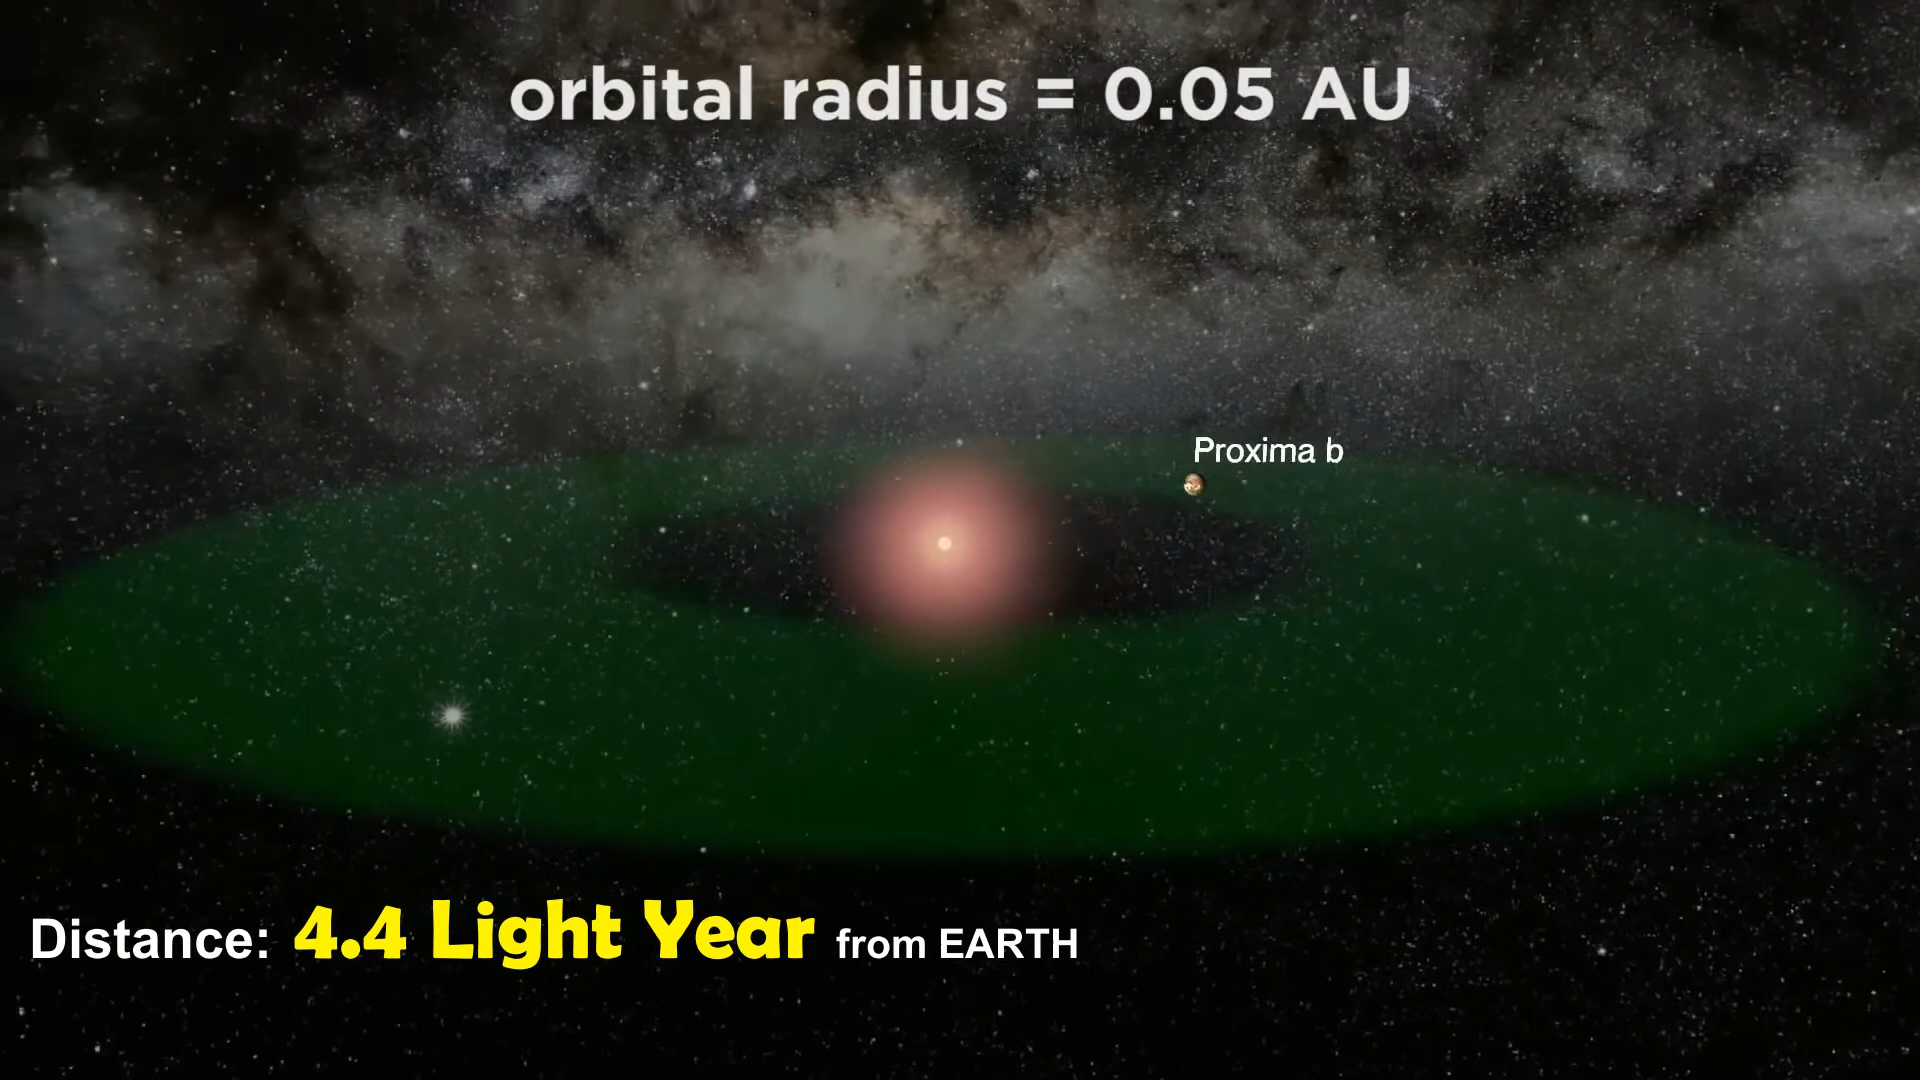 orbital radius = 0.05 AU
Proxima b
Distance: 4.4 Light Year from EARTH